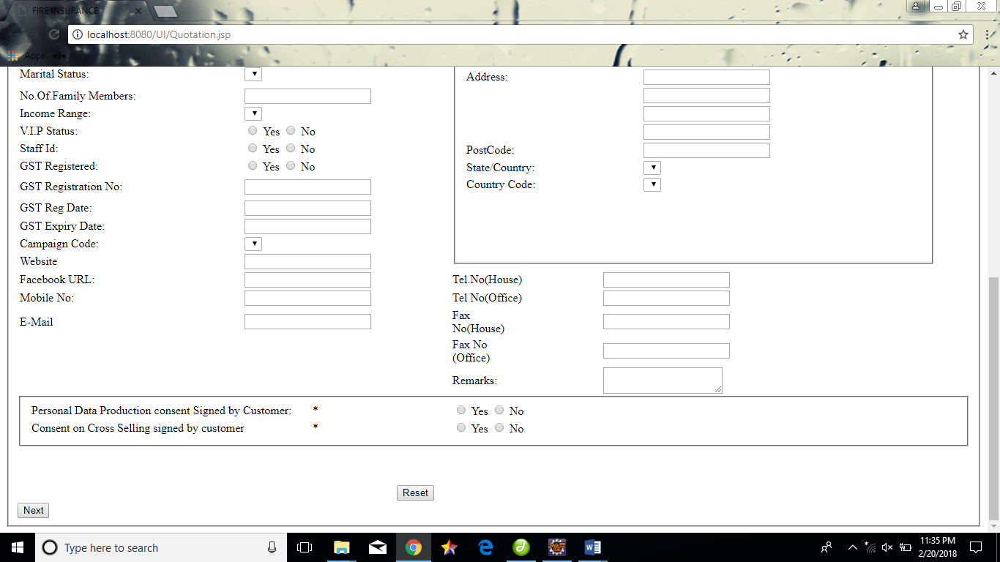 FIRE INSURANCE
localhost:8080/UI/Quotation.jsp
Apps
Marital Status:
No.Of.Family Members:
Income Range:
V.I.P Status: Yes No
Staff Id: Yes No
GST Registered: Yes No
GST Registration No:
GST Reg Date:
GST Expiry Date:
Campaign Code:
Website
Facebook URL:
Mobile No:
E-Mail
Address:
PostCode:
State/Country:
Country Code:
Tel.No(House)
Tel No(Office)
Fax
No(House)
Fax No
(Office)
Remarks:
Personal Data Production consent Signed by Customer: * Yes No
Consent on Cross Selling signed by customer * Yes No
Reset
Next
Type here to search
11:35 PM
2/20/2018